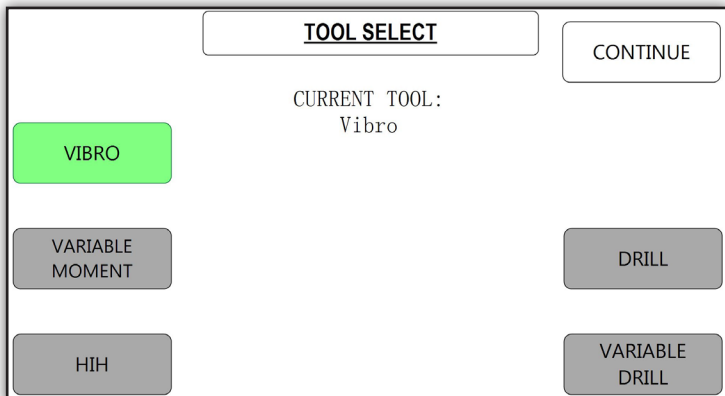 TOOL SELECT
CONTINUE
CURRENT TOOL:
Vibro
VIBRO
VARIABLE
MOMENT
DRILL
HIH
VARIABLE
DRILL